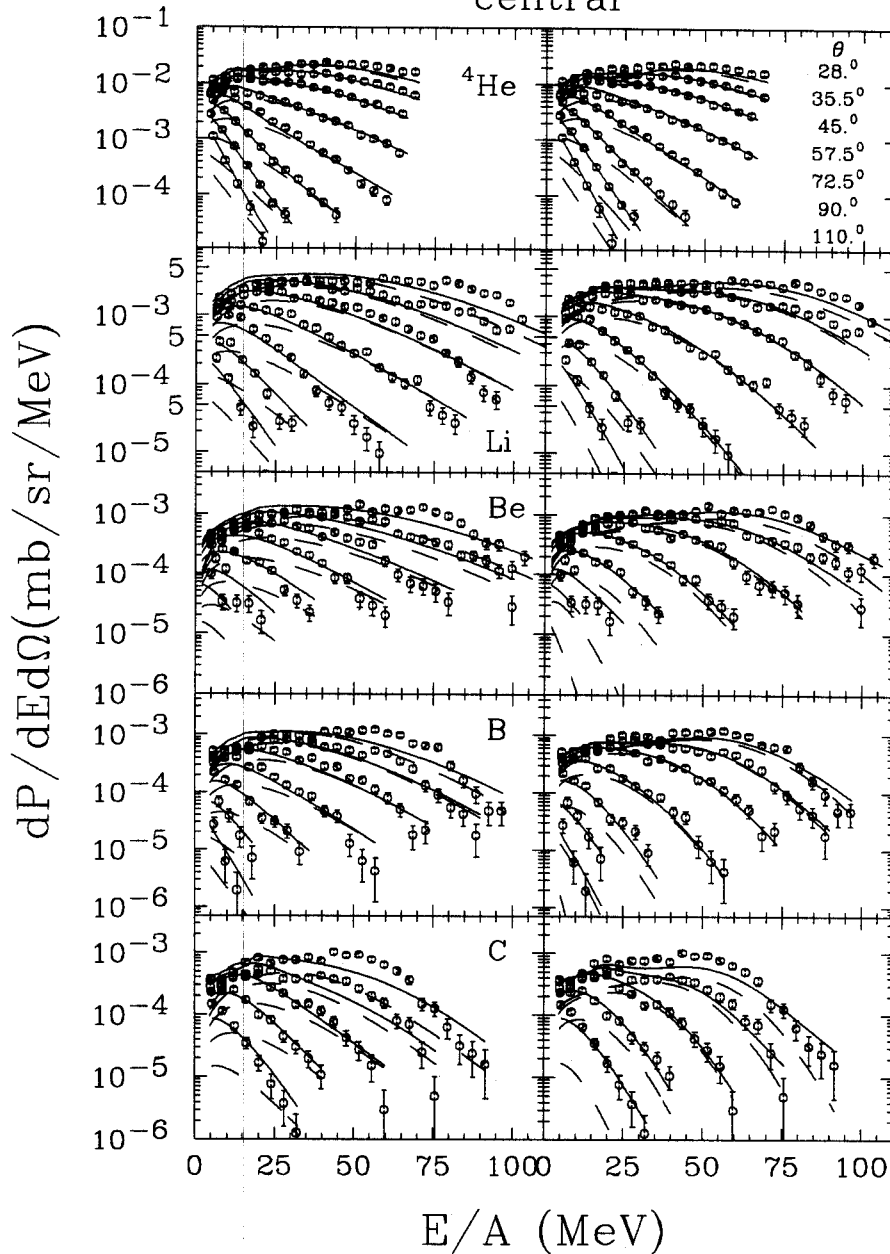 central
10⁻¹
10⁻²
10⁻³
10⁻⁴
⁴He
θ
28.⁰
35.5⁰
45.⁰
57.5⁰
72.5⁰
90.⁰
110.⁰
5
10⁻³
5
10⁻⁴
5
10⁻⁵
Li
10⁻³
10⁻⁴
10⁻⁵
10⁻⁶
Be
10⁻³
10⁻⁴
10⁻⁵
10⁻⁶
B
10⁻³
10⁻⁴
10⁻⁵
10⁻⁶
C
0 25 50 75 100 0 25 50 75 100
dP/dEdΩ(mb/sr/MeV)
E/A (MeV)